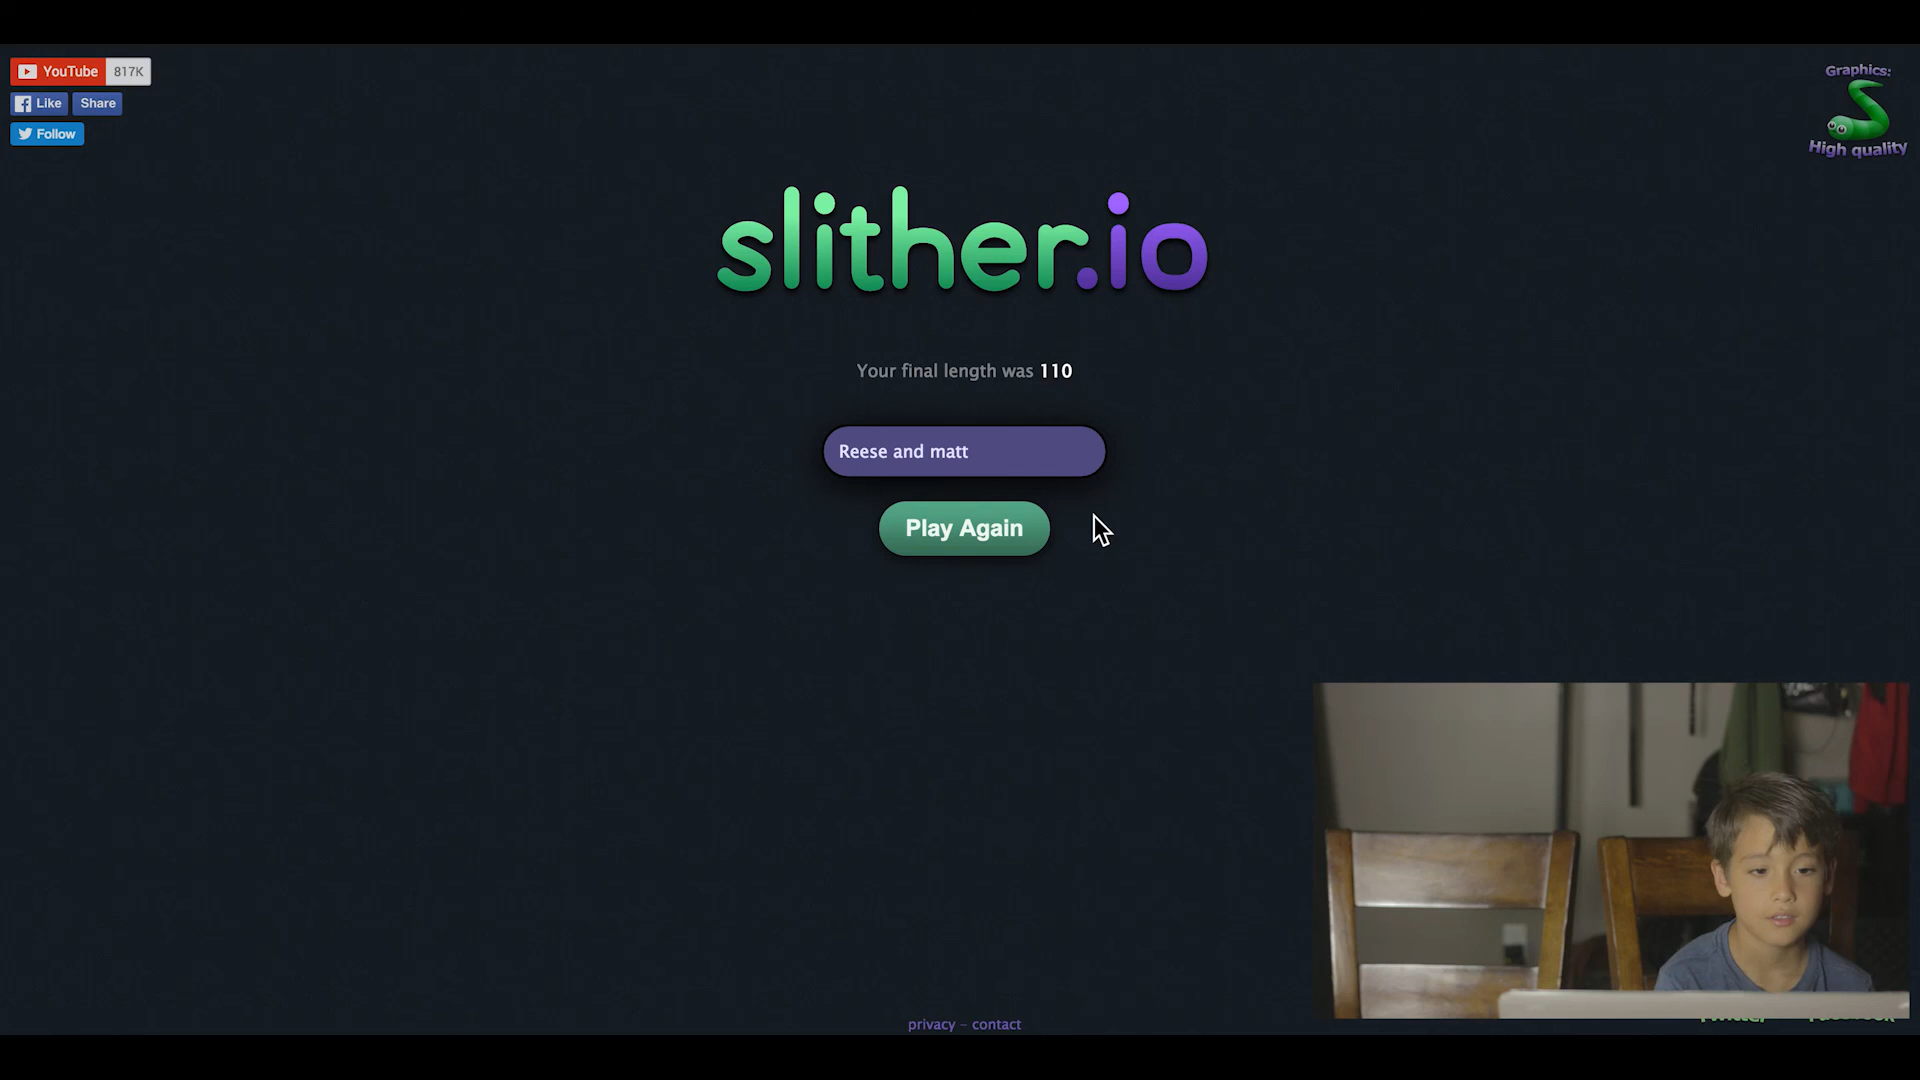 YouTube 817K
Like Share
Follow
Graphics:
High quality
slither.io
Your final length was 110
Reese and matt
Play Again
privacy - contact